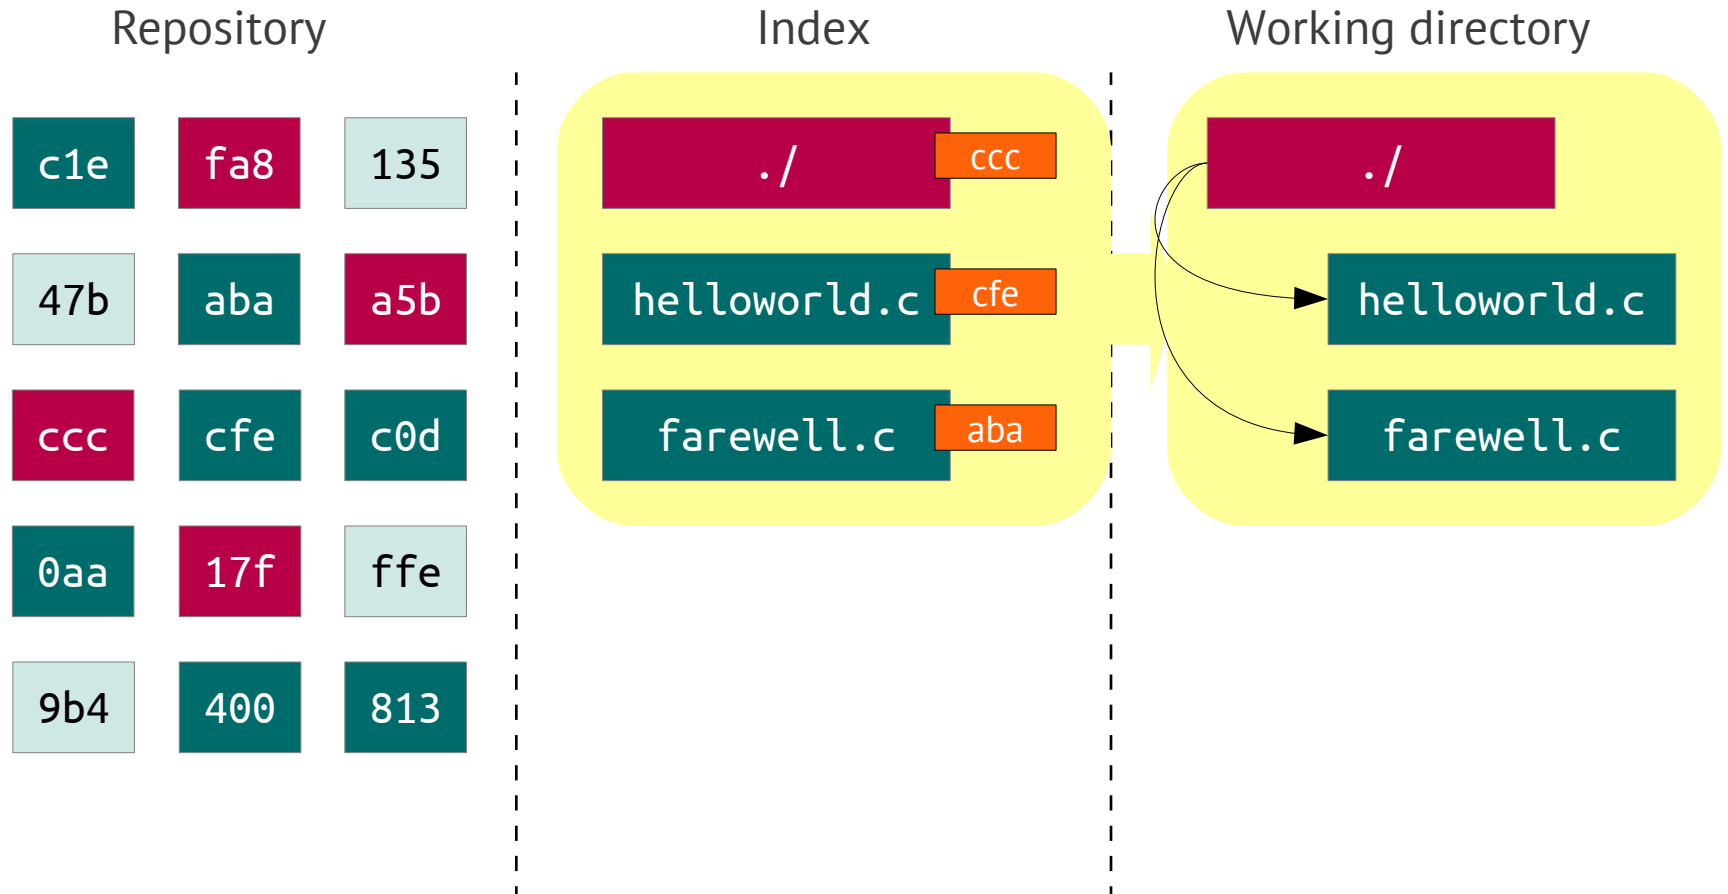 Repository
Index
Working directory
c1e fa8 135
47b aba a5b
ccc cfe c0d
0aa 17f ffe
9b4 400 813
./ ccc
helloworld.c cfe
farewell.c aba
./
helloworld.c
farewell.c